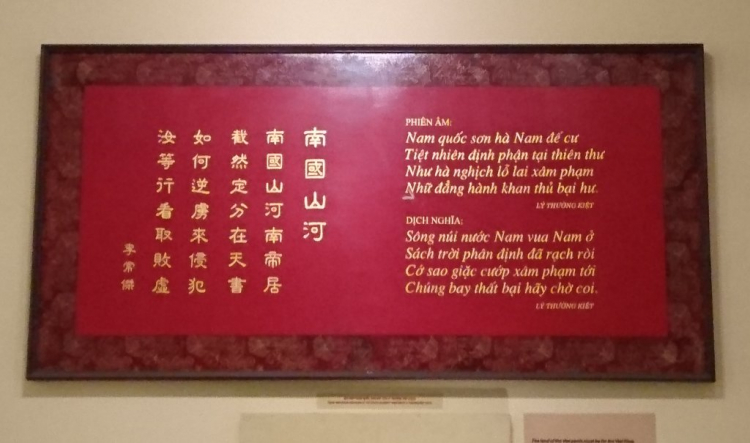 南國山河
南國山河南帝居
截然定分在天書
如何逆虜來侵犯
汝等行看取敗虛
李常傑
PHIÊN ÂM:
Nam quốc sơn hà Nam đế cư
Tiệt nhiên định phận tại thiên thư
Như hà nghịch lỗ lai xâm phạm
Nhữ đẳng hành khan thủ bại hư.
LÝ THƯỜNG KIỆT
DỊCH NGHĨA:
Sông núi nước Nam vua Nam ở
Sách trời phân định đã rạch ròi
Cớ sao giặc cướp xâm phạm tới
Chúng bay thất bại hãy chờ coi.
LÝ THƯỜNG KIỆT